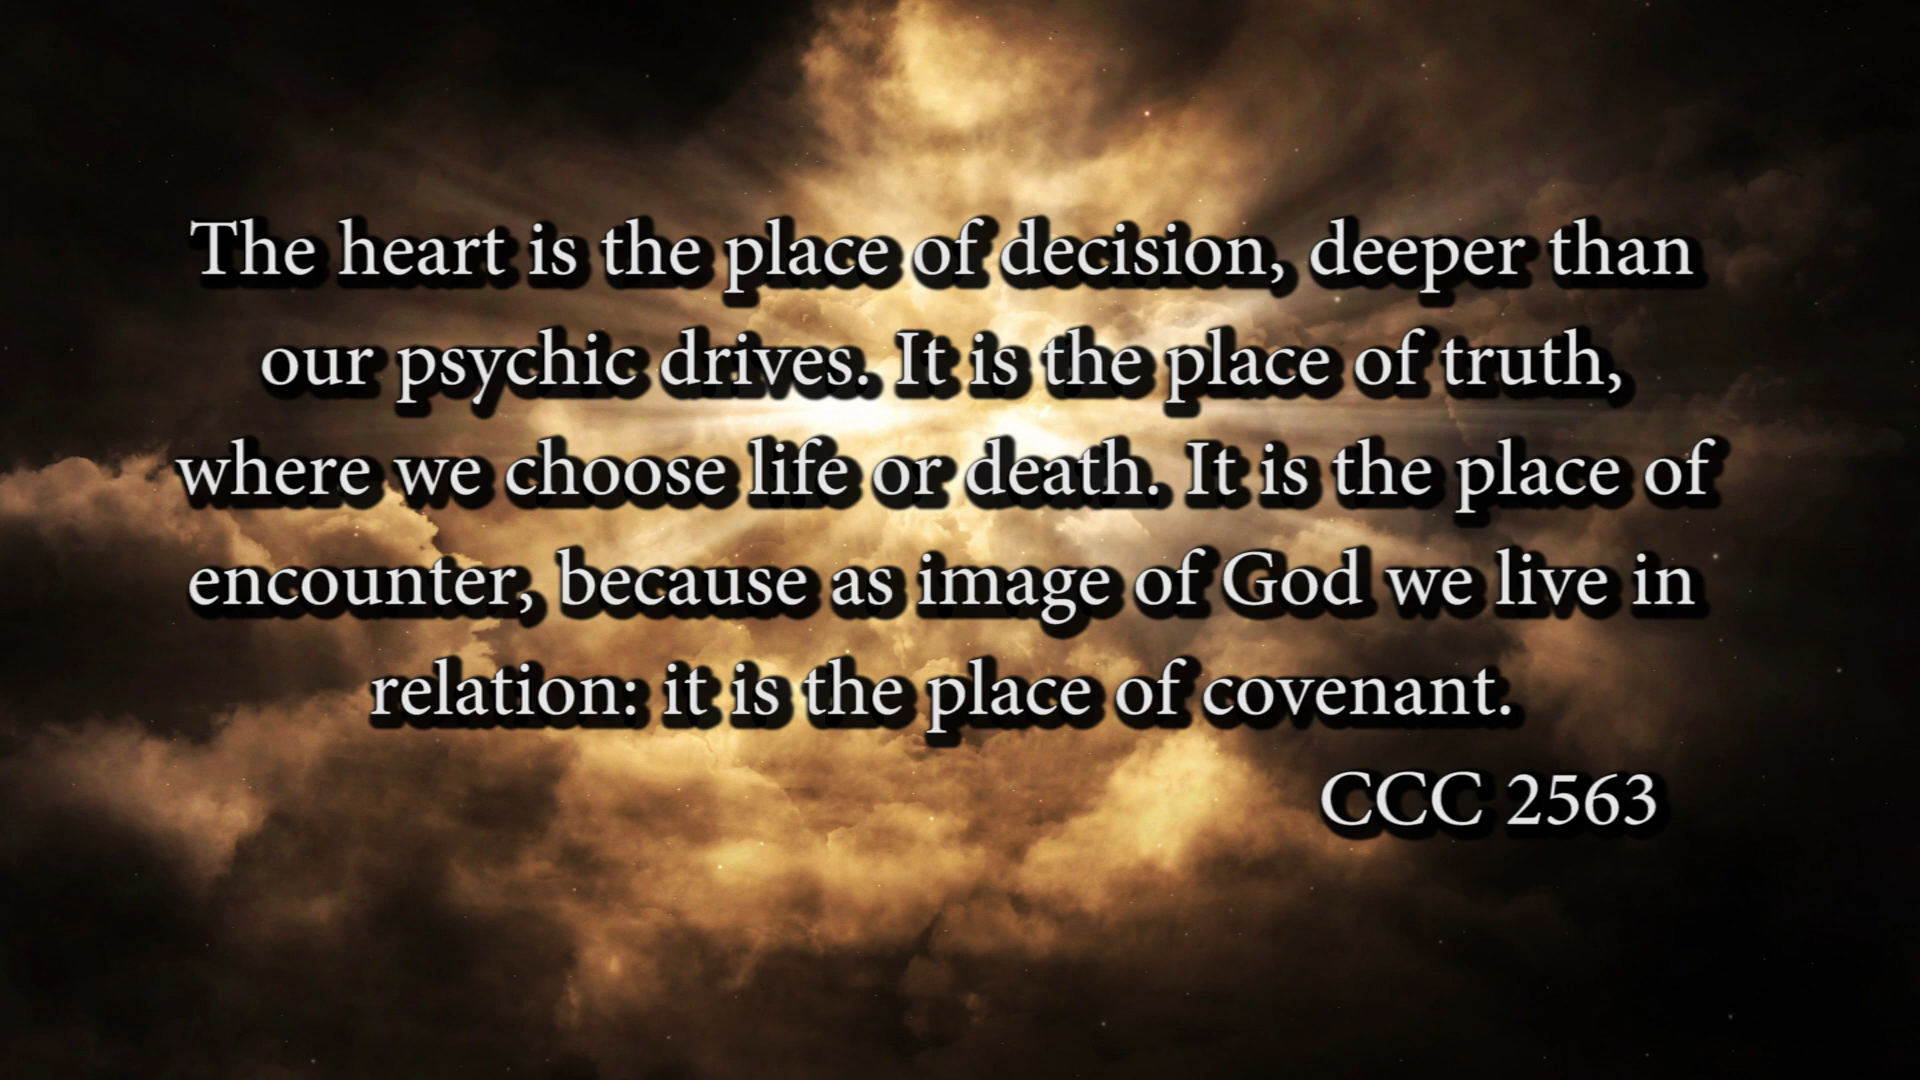 The heart is the place of decision, deeper than
our psychic drives. It is the place of truth,
where we choose life or death. It is the place of
encounter, because as image of God we live in
relation: it is the place of covenant.
CCC 2563